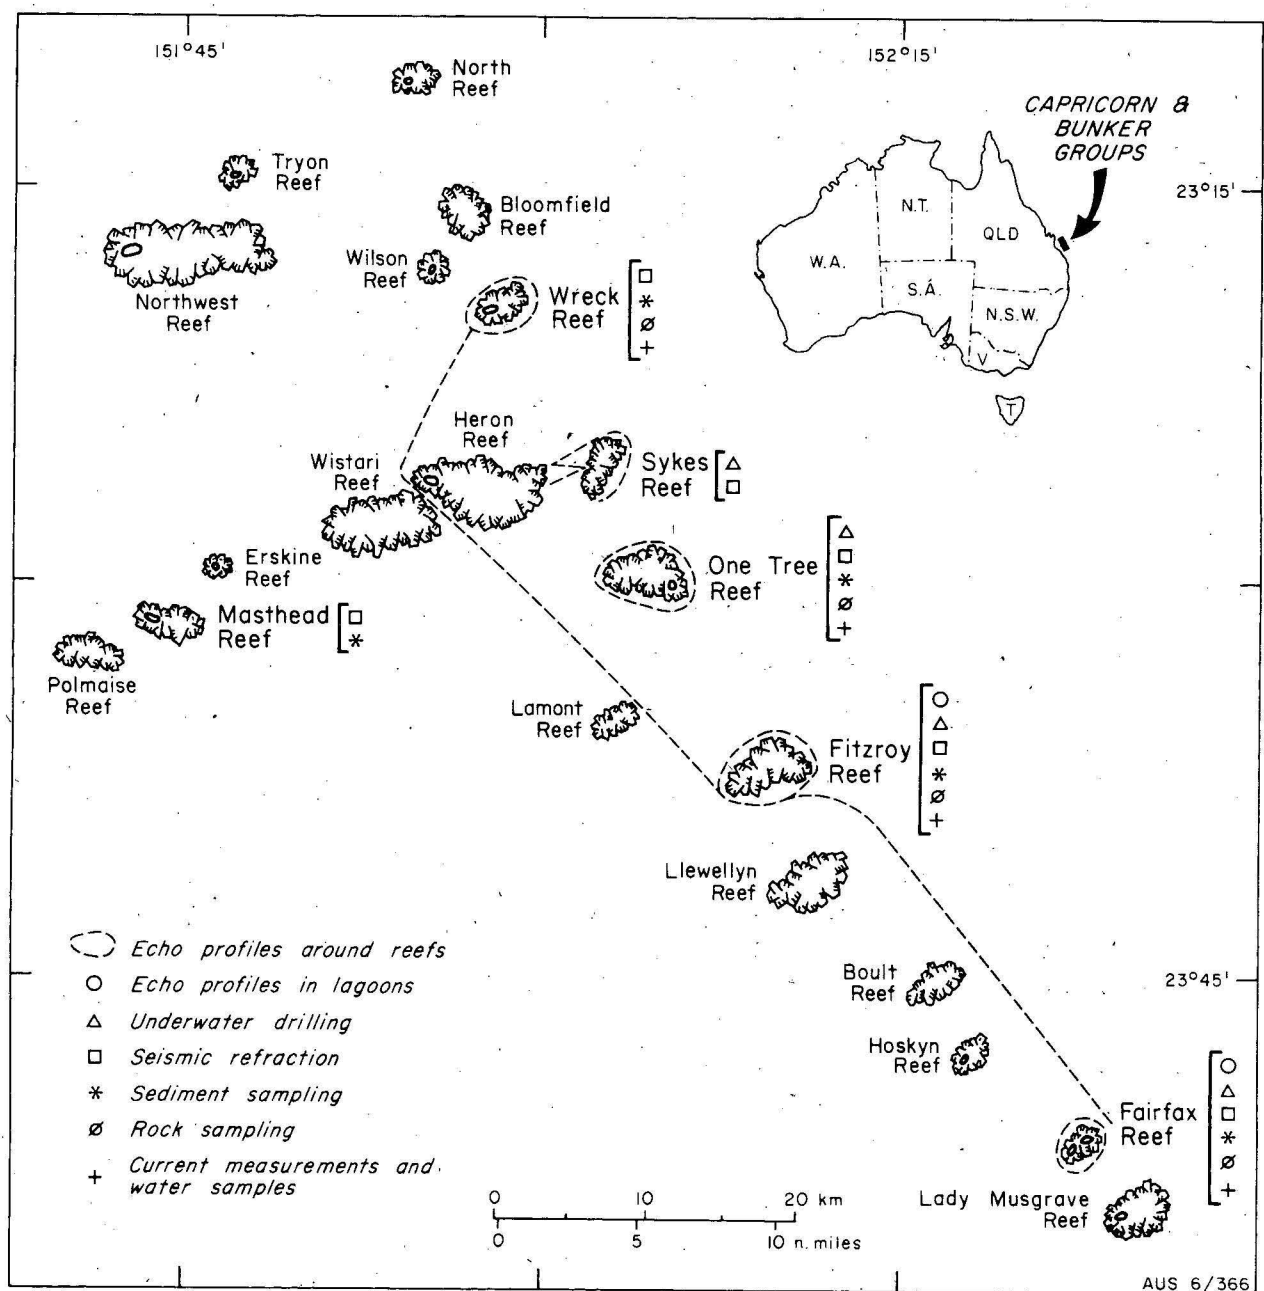 151°45'
152°15'
North
Reef
CAPRICORN &
BUNKER
GROUPS
Tryon
Reef
23°15'
Bloomfield
Reef
N.T.
QLD
W.A.
Wilson
Reef
Northwest
Reef
Wreck
Reef
S.A.
N.S.W.
V
T
Heron
Reef
Wistari
Reef
Sykes
Reef
Erskine
Reef
One Tree
Reef
Masthead
Reef
Polmaise
Reef
Lamont
Reef
Fitzroy
Reef
Llewellyn
Reef
Echo profiles around reefs
Echo profiles in lagoons
Underwater drilling
Seismic refraction
Sediment sampling
Rock sampling
Current measurements and
water samples
Boult
Reef
23°45'
Hoskyn
Reef
Fairfax
Reef
Lady Musgrave
Reef
0 10 20 km
0 5 10 n. miles
AUS 6/366